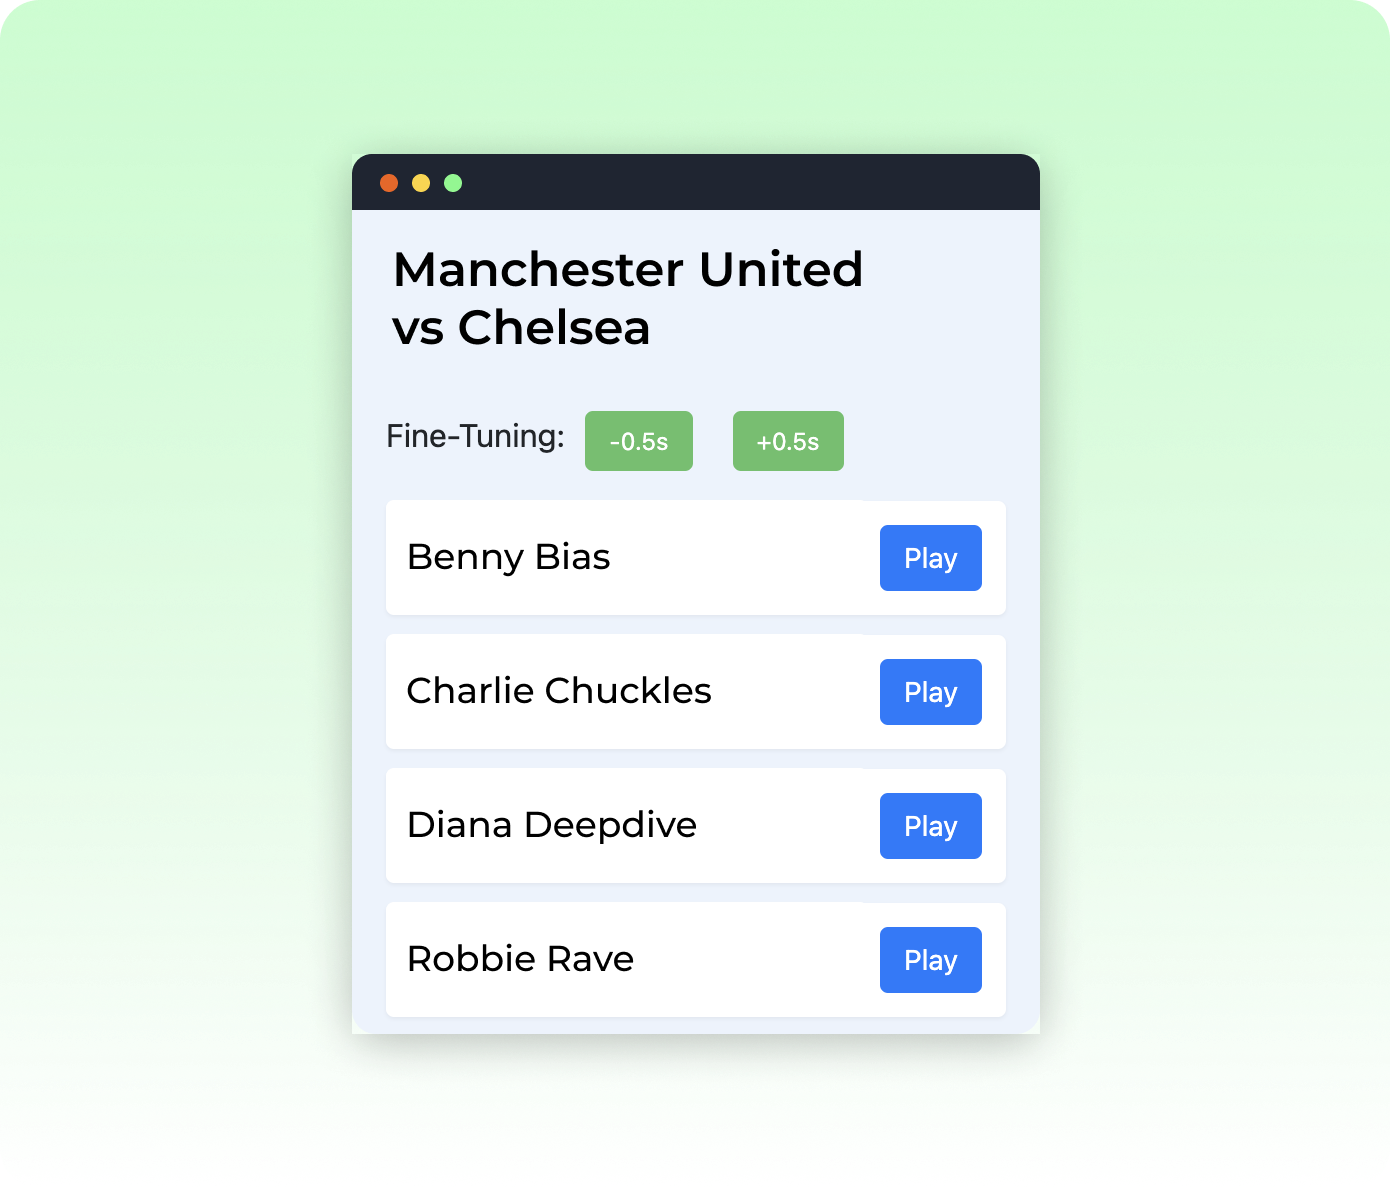 Manchester United
vs Chelsea
Fine-Tuning: -0.5s +0.5s
Benny Bias Play
Charlie Chuckles Play
Diana Deepdive Play
Robbie Rave Play